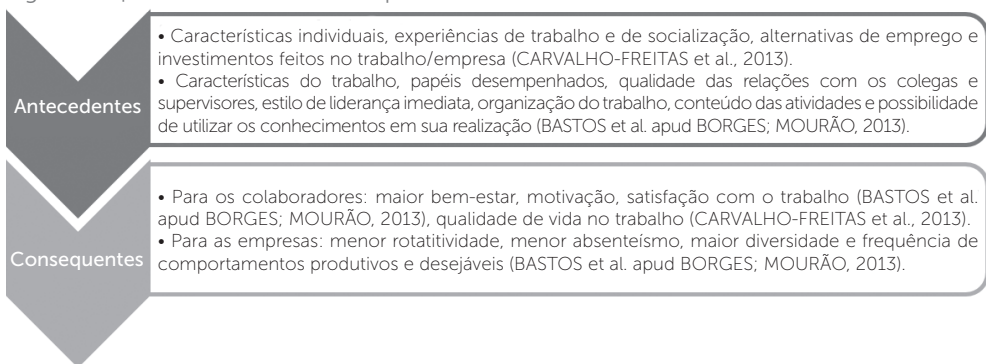 • Características individuais, experiências de trabalho e de socialização, alternativas de emprego e
investimentos feitos no trabalho/empresa (CARVALHO-FREITAS et al., 2013).
• Características do trabalho, papéis desempenhados, qualidade das relações com os colegas e
Antecedentes
supervisores, estilo de liderança imediata, organização do trabalho, conteúdo das atividades e possibilidade
de utilizar os conhecimentos em sua realização (BASTOS et al. apud BORGES; MOURÃO, 2013).
• Para os colaboradores: maior bem-estar, motivação, satisfação com o trabalho (BASTOS et al.
apud BORGES; MOURÃO, 2013), qualidade de vida no trabalho (CARVALHO-FREITAS et al., 2013).
• Para as empresas: menor rotatitividade, menor absenteísmo, maior diversidade e frequência de
Consequentes
comportamentos produtivos e desejáveis (BASTOS et al. apud BORGES; MOURÃO, 2013).